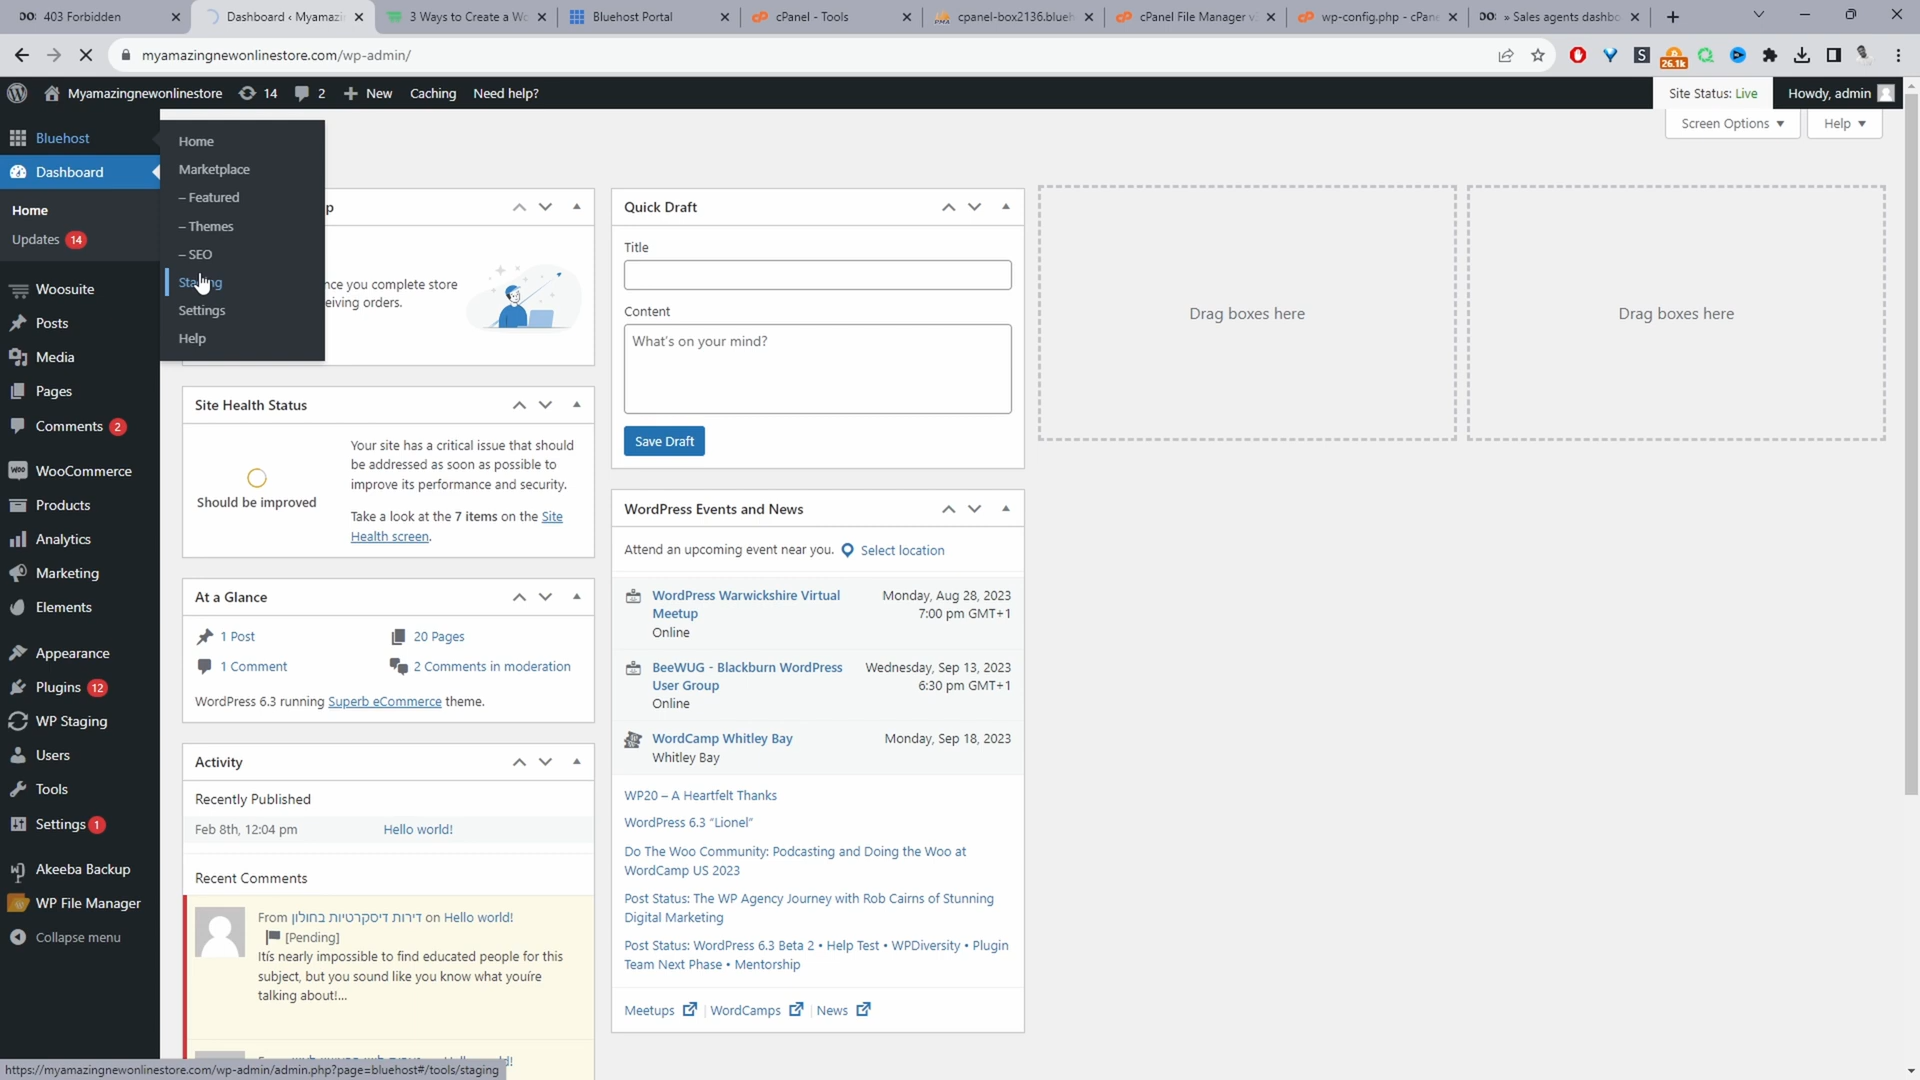 403 Forbidden
Dashboard ‹ Myamazin
3 Ways to Create a Wo
Bluehost Portal
cPanel - Tools
cpanel-box2136.blueh
cPanel File Manager v
wp-config.php - cPane
» Sales agents dashbo
myamazingnewonlinestore.com/wp-admin/
26.1k
Myamazingnewonlinestore 14 2 New Caching Need help?
Site Status: Live Howdy, admin
Screen Options ▼ Help ▼
Bluehost
Dashboard
Home
Updates 14
Woosuite
Posts
Media
Pages
Comments 2
WooCommerce
Products
Analytics
Marketing
Elements
Appearance
Plugins 12
WP Staging
Users
Tools
Settings 1
Akeeba Backup
WP File Manager
Collapse menu
Home
Marketplace
– Featured
– Themes
– SEO
Staging
Settings
Help
p
nce you complete store
eiving orders.
Site Health Status
Should be improved
Your site has a critical issue that should
be addressed as soon as possible to
improve its performance and security.
Take a look at the 7 items on the Site
Health screen.
At a Glance
1 Post 20 Pages
1 Comment 2 Comments in moderation
WordPress 6.3 running Superb eCommerce theme.
Activity
Recently Published
Feb 8th, 12:04 pm Hello world!
Recent Comments
From דירות דיסקרטיות בחולון on Hello world!
[Pending]
Itís nearly impossible to find educated people for this
subject, but you sound like you know what youíre
talking about!…
Quick Draft
Title
Content
What's on your mind?
Save Draft
WordPress Events and News
Attend an upcoming event near you. Select location
WordPress Warwickshire Virtual
Meetup
Online
Monday, Aug 28, 2023
7:00 pm GMT+1
BeeWUG - Blackburn WordPress
User Group
Online
Wednesday, Sep 13, 2023
6:30 pm GMT+1
WordCamp Whitley Bay
Whitley Bay
Monday, Sep 18, 2023
WP20 – A Heartfelt Thanks
WordPress 6.3 "Lionel"
Do The Woo Community: Podcasting and Doing the Woo at
WordCamp US 2023
Post Status: The WP Agency Journey with Rob Cairns of Stunning
Digital Marketing
Post Status: WordPress 6.3 Beta 2 • Help Test • WPDiversity • Plugin
Team Next Phase • Mentorship
Meetups | WordCamps | News
Drag boxes here
Drag boxes here
https://myamazingnewonlinestore.com/wp-admin/admin.php?page=bluehost#/tools/staging